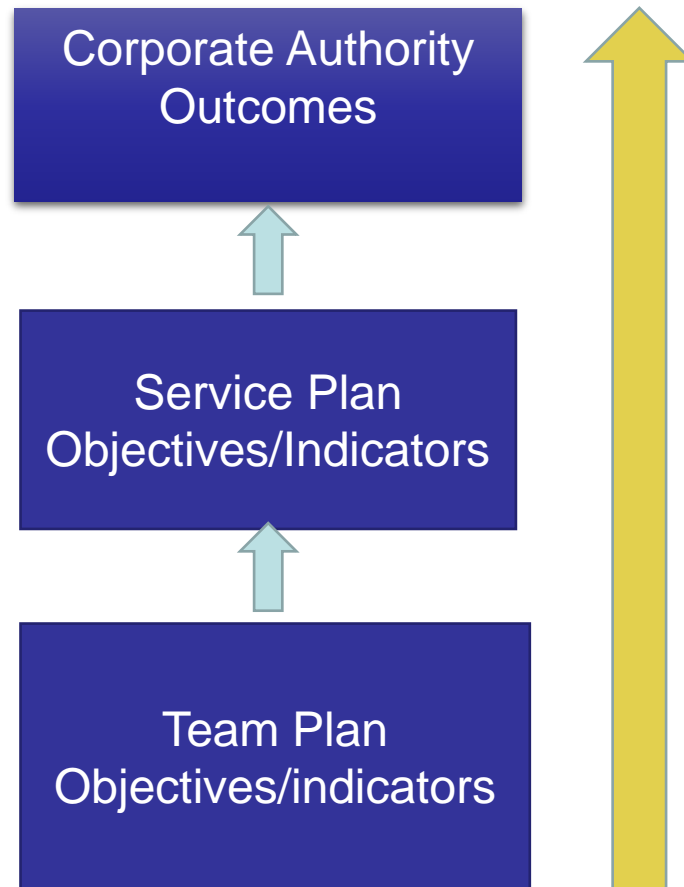 Corporate Authority
Outcomes
Service Plan
Objectives/Indicators
Team Plan
Objectives/indicators